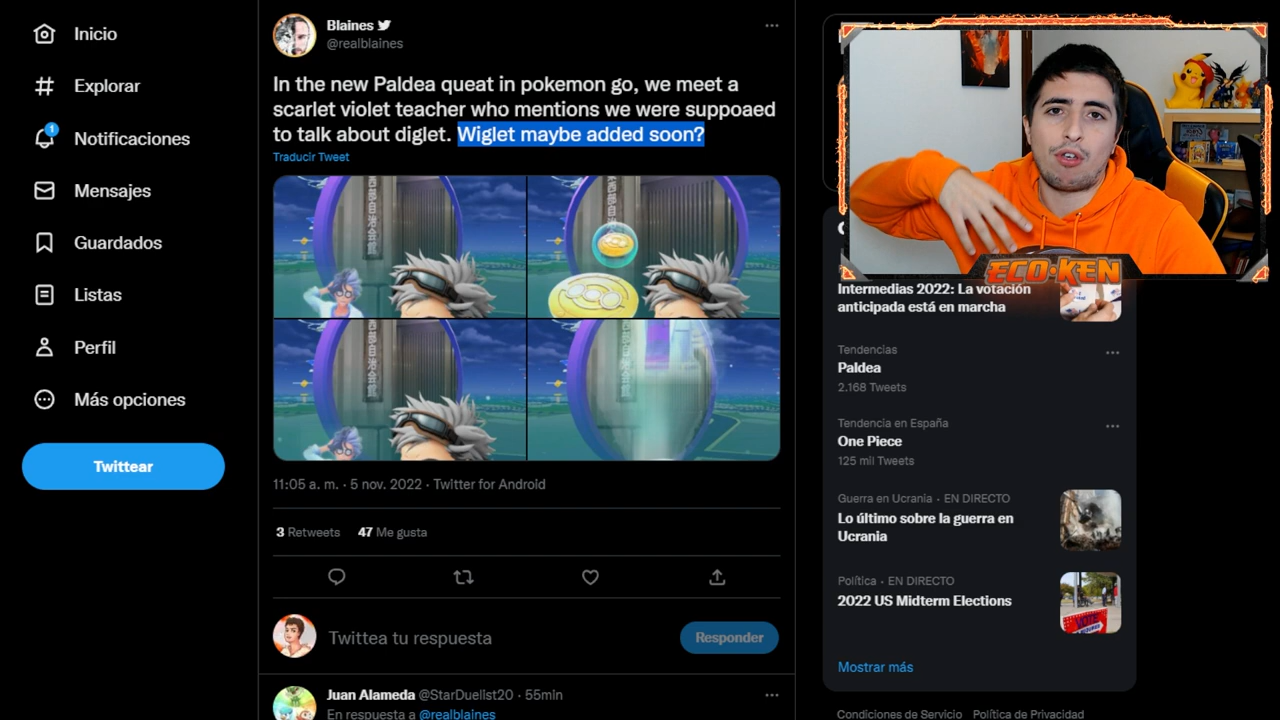 Inicio
Explorar
1
Notificaciones
Mensajes
Guardados
Listas
Perfil
Más opciones
Twittear
Blaines
@realblaines
In the new Paldea queat in pokemon go, we meet a
scarlet violet teacher who mentions we were suppoaed
to talk about diglet. Wiglet maybe added soon?
Traducir Tweet
11:05 a. m. · 5 nov. 2022 · Twitter for Android
3 Retweets 47 Me gusta
Twittea tu respuesta
Responder
Juan Alameda @StarDuelIst20 · 55min
En respuesta a @realblaines
ECO·KEN
Intermedias 2022: La votación
anticipada está en marcha
Tendencias
Paldea
2.168 Tweets
Tendencia en España
One Piece
125 mil Tweets
Guerra en Ucrania · EN DIRECTO
Lo último sobre la guerra en
Ucrania
Política · EN DIRECTO
2022 US Midterm Elections
Mostrar más
Condiciones de Servicio Política de Privacidad